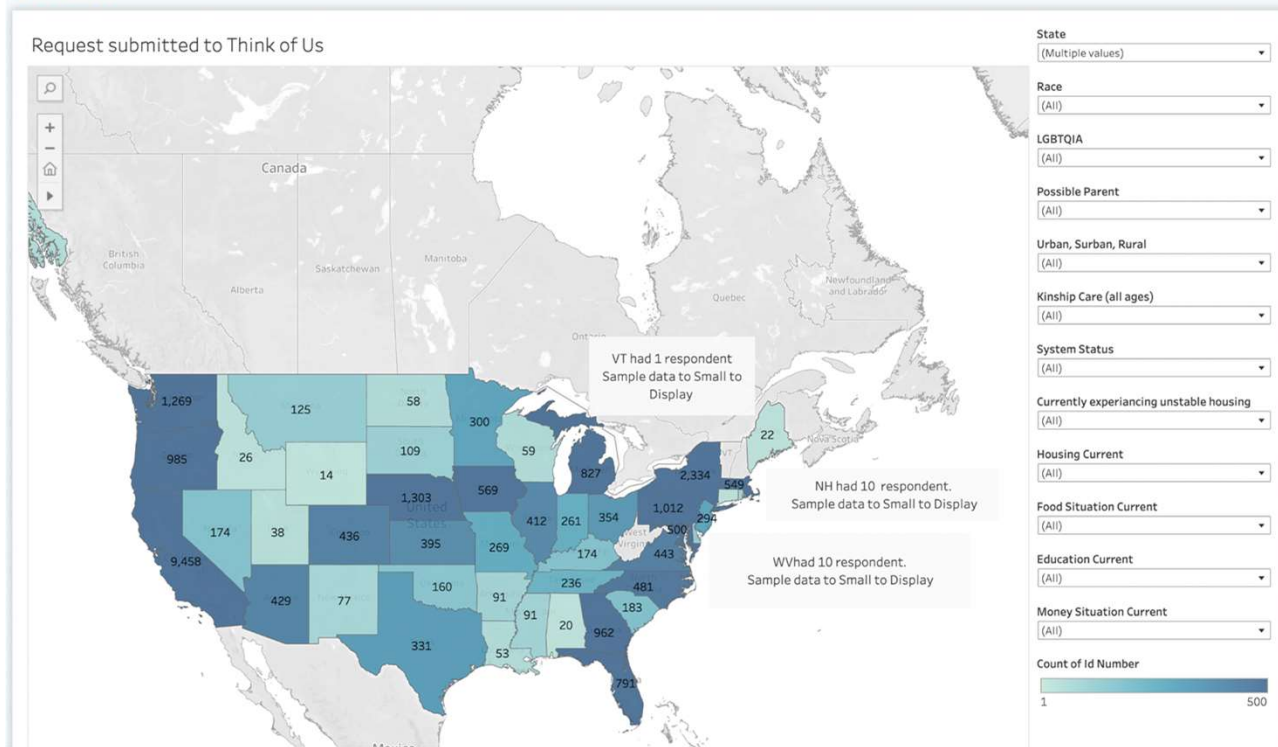 Request submitted to Think of Us
Canada
British
Columbia
Alberta
Saskatchewan
Manitoba
Ontario
Quebec
Newfoundland
and Labrador
Nova Scotia
VT had 1 respondent
Sample data to Small to
Display
1,269
125
58
300
22
985
26
109
59
827
2,334
549
14
NH had 10 respondent.
Sample data to Small to Display
1,303
569
1,012
United
States
174
38
436
395
412
261
354
500
294
West
Virginia
9,458
269
174
443
WVhad 10 respondent.
Sample data to Small to Display
429
77
160
91
236
481
183
331
53
91
20
962
791
Mexico
State
(Multiple values)
Race
(All)
LGBTQIA
(All)
Possible Parent
(All)
Urban, Surban, Rural
(All)
Kinship Care (all ages)
(All)
System Status
(All)
Currently experiancing unstable housing
(All)
Housing Current
(All)
Food Situation Current
(All)
Education Current
(All)
Money Situation Current
(All)
Count of Id Number
1
500